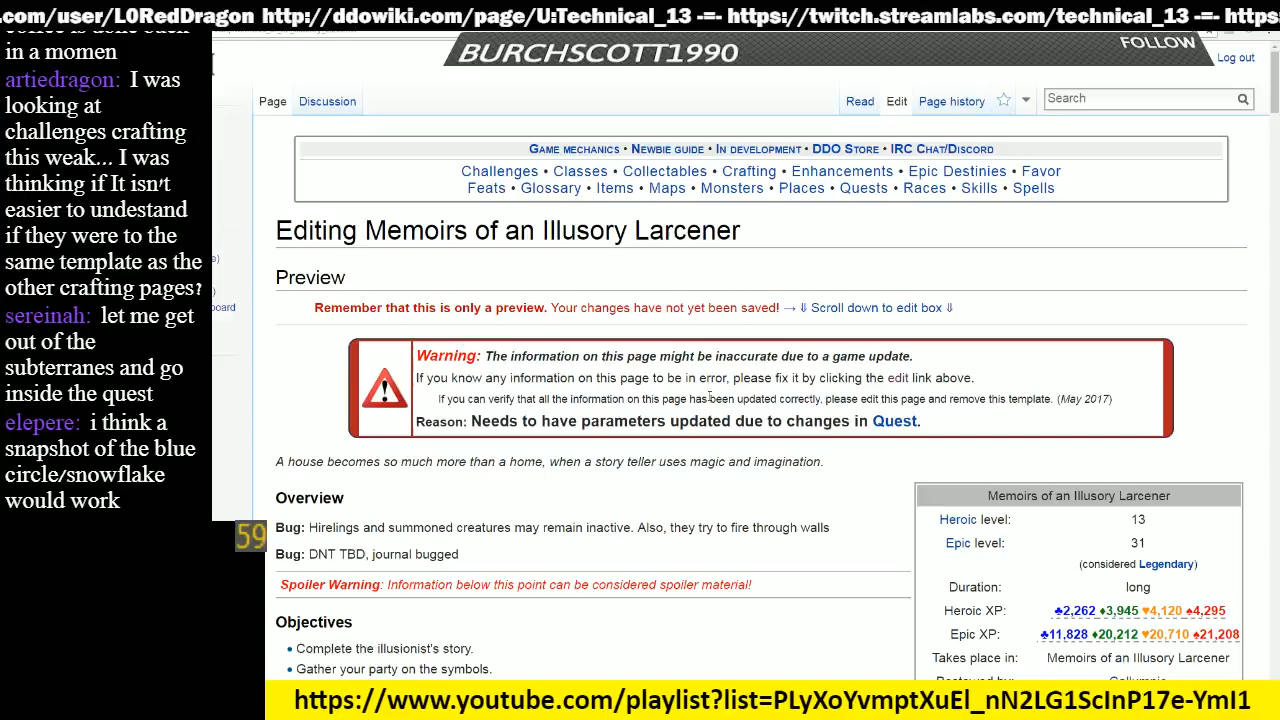 .com/user/L0RedDragon http://ddowiki.com/page/U:Technical_13 -=- https://twitch.streamlabs.com/technical_13 -=- https
BURCHSCOTT1990
FOLLOW
Log out
in a momen
artiedragon: I was
looking at
challenges crafting
this weak... I was
thinking if It isn't
easier to undestand
if they were to the
same template as the
other crafting pages?
sereinah: let me get
out of the
subterranes and go
inside the quest
elepere: i think a
snapshot of the blue
circle/snowflake
would work
59
Page Discussion Read Edit Page history Search
Game mechanics • Newbie guide • In development • DDO Store • IRC Chat/Discord
Challenges • Classes • Collectables • Crafting • Enhancements • Epic Destinies • Favor
Feats • Glossary • Items • Maps • Monsters • Places • Quests • Races • Skills • Spells
Editing Memoirs of an Illusory Larcener
Preview
Remember that this is only a preview. Your changes have not yet been saved! → ⇓ Scroll down to edit box ⇓
Warning: The information on this page might be inaccurate due to a game update.
If you know any information on this page to be in error, please fix it by clicking the edit link above.
If you can verify that all the information on this page has been updated correctly, please edit this page and remove this template. (May 2017)
Reason: Needs to have parameters updated due to changes in Quest.
A house becomes so much more than a home, when a story teller uses magic and imagination.
Overview
Bug: Hirelings and summoned creatures may remain inactive. Also, they try to fire through walls
Bug: DNT TBD, journal bugged
Spoiler Warning: Information below this point can be considered spoiler material!
Objectives
• Complete the illusionist's story.
• Gather your party on the symbols.
Memoirs of an Illusory Larcener
Heroic level: 13
Epic level: 31
(considered Legendary)
Duration: long
Heroic XP: ♣2,262 ♦3,945 ♥4,120 ♠4,295
Epic XP: ♣11,828 ♦20,212 ♥20,710 ♠21,208
Takes place in: Memoirs of an Illusory Larcener
https://www.youtube.com/playlist?list=PLyXoYvmptXuEl_nN2LG1ScInP17e-YmI1